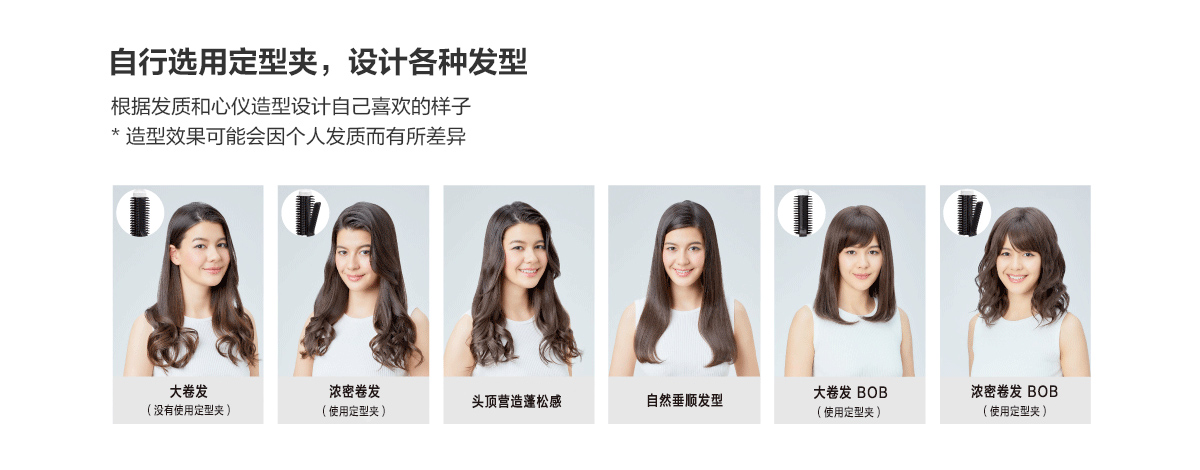 自行选用定型夹，设计各种发型
根据发质和心仪造型设计自己喜欢的样子
* 造型效果可能会因个人发质而有所差异
大卷发
（没有使用定型夹）
浓密卷发
（使用定型夹）
头顶营造蓬松感
自然垂顺发型
大卷发 BOB
（使用定型夹）
浓密卷发 BOB
（使用定型夹）